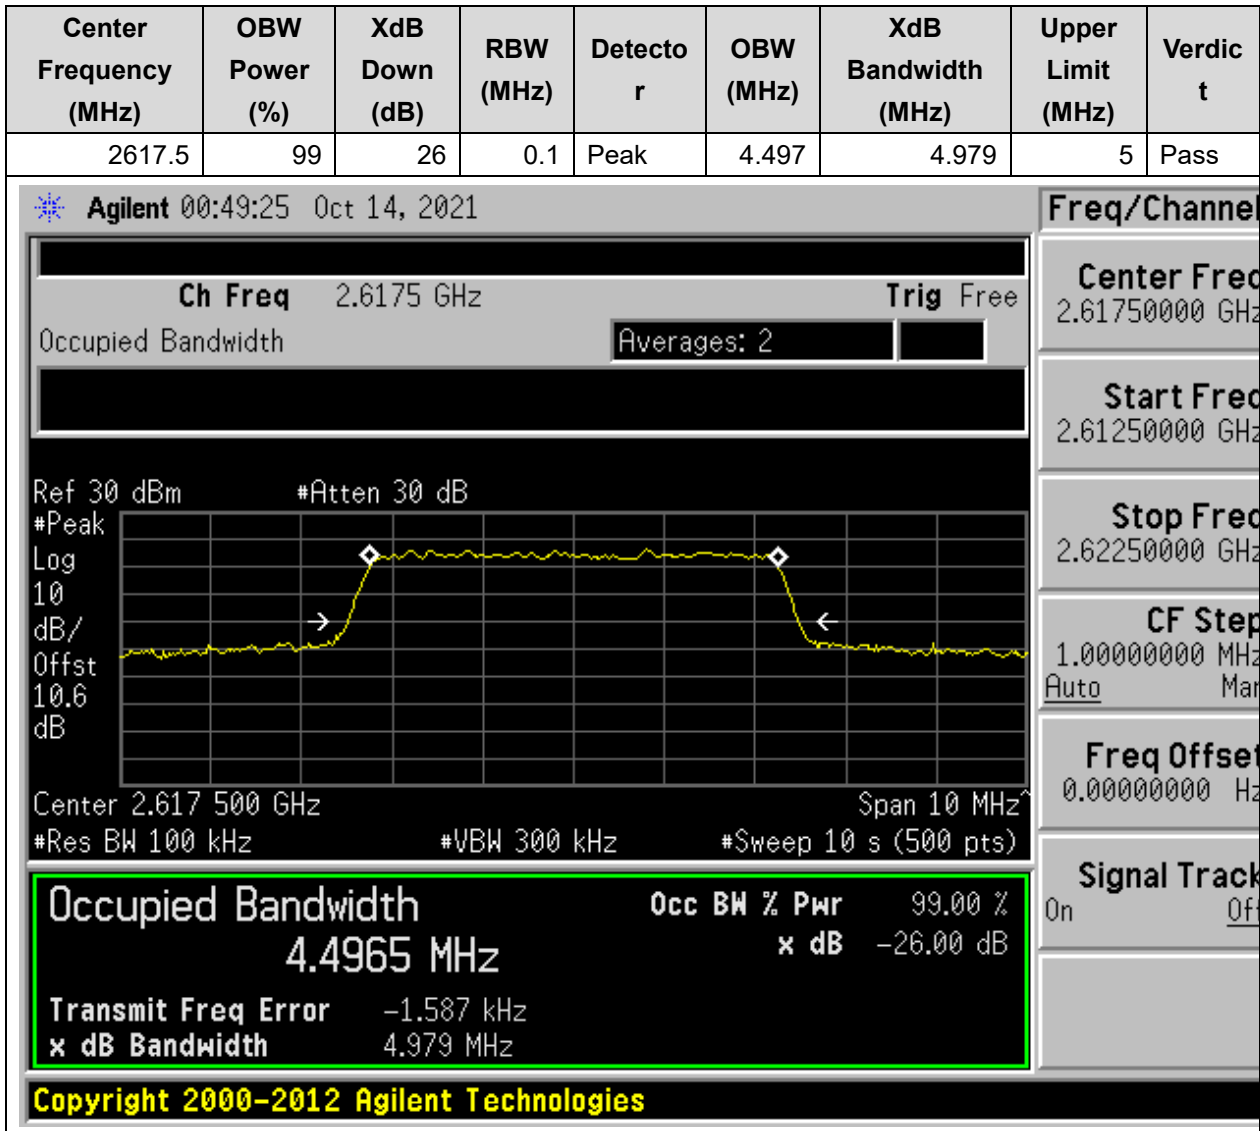 Center Frequency (MHz) OBW Power (%) XdB Down (dB) RBW (MHz) Detecto r OBW (MHz) XdB Bandwidth (MHz) Upper Limit (MHz) Verdic t
2617.5 99 26 0.1 Peak 4.497 4.979 5 Pass
Agilent 00:49:25 Oct 14, 2021
Freq/Channel
Ch Freq 2.6175 GHz Trig Free
Occupied Bandwidth Averages: 2
Center Freq
2.61750000 GHz
Start Freq
2.61250000 GHz
Stop Freq
2.62250000 GHz
CF Step
1.00000000 MHz
Auto Man
Freq Offset
0.00000000 Hz
Signal Track
On Off
Ref 30 dBm #Atten 30 dB
#Peak
Log
10
dB/
Offst
10.6
dB
Center 2.617 500 GHz Span 10 MHz^
#Res BW 100 kHz #VBW 300 kHz #Sweep 10 s (500 pts)
Occupied Bandwidth Occ BW % Pwr 99.00 %
4.4965 MHz x dB -26.00 dB
Transmit Freq Error -1.587 kHz
x dB Bandwidth 4.979 MHz
Copyright 2000-2012 Agilent Technologies